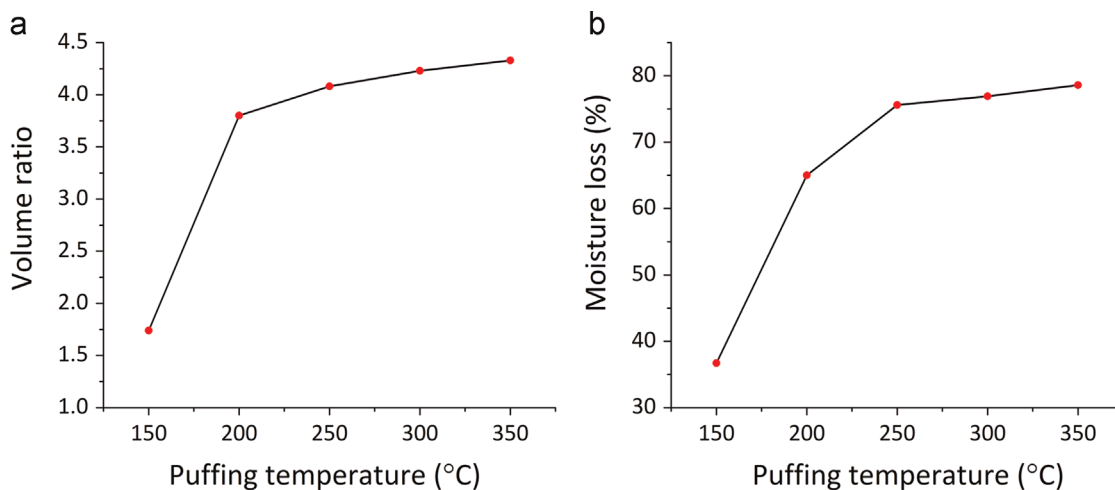 a
4.5
4.0
3.5
3.0
2.5
2.0
1.5
1.0
Volume ratio
150 200 250 300 350
Puffing temperature (°C)
b
80
70
60
50
40
30
Moisture loss (%)
150 200 250 300 350
Puffing temperature (°C)